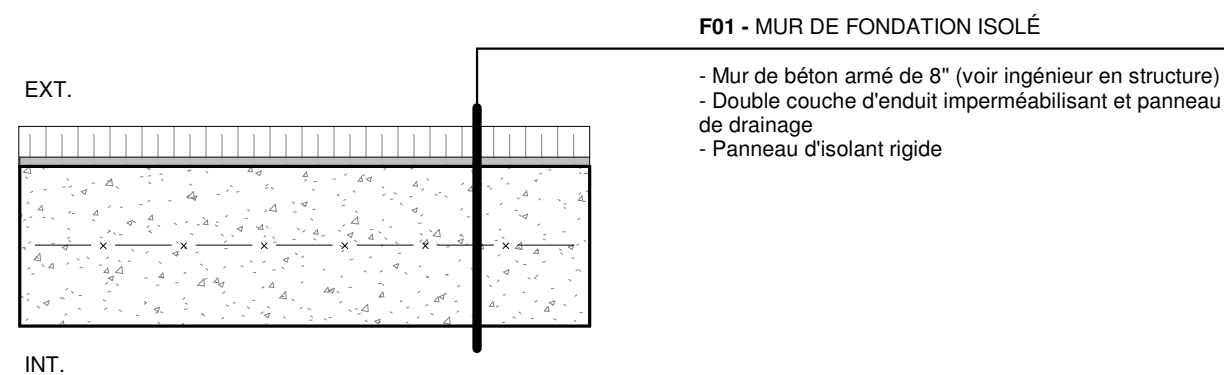 F01 - MUR DE FONDATION ISOLÉ
EXT.
- Mur de béton armé de 8" (voir ingénieur en structure)
- Double couche d'enduit imperméabilisant et panneau
de drainage
- Panneau d'isolant rigide
INT.